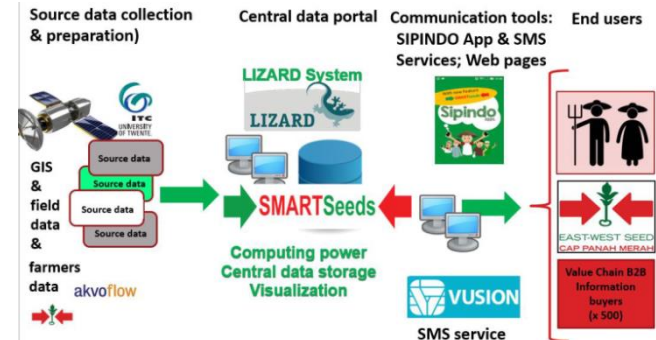 Source data collection
& preparation)
ITC
UNIVERSITY
OF TWENTE
GIS
&
field
data
&
farmers
data
Source data
Source data
Source data
Source data
akvoflow
Central data portal
LIZARD System
LIZARD
SMARTSeeds
Computing power
Central data storage
Visualization
Communication tools:
SIPINDO App & SMS
Services; Web pages
Sipindo
VUSION
SMS service
End users
EAST-WEST SEED
CAP PANAH MERAH
Value Chain B2B
Information
buyers
(x 500)